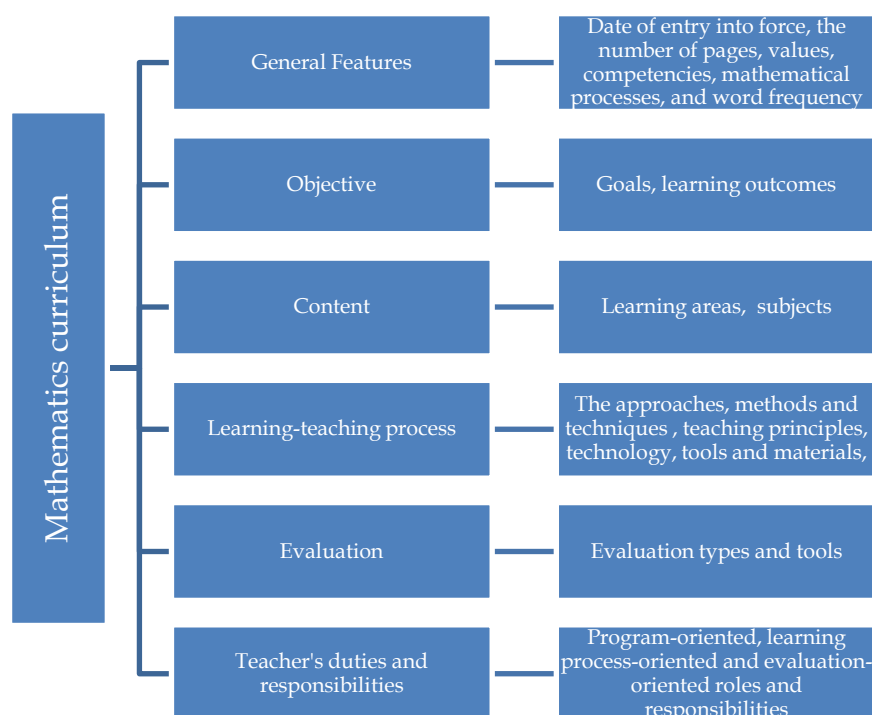 Mathematics curriculum
General Features
Date of entry into force, the
number of pages, values,
competencies, mathematical
processes, and word frequency
Objective
Goals, learning outcomes
Content
Learning areas, subjects
Learning-teaching process
The approaches, methods and
techniques , teaching principles,
technology, tools and materials,
Evaluation
Evaluation types and tools
Teacher's duties and
responsibilities
Program-oriented, learning
process-oriented and evaluation-
oriented roles and
responsibilities